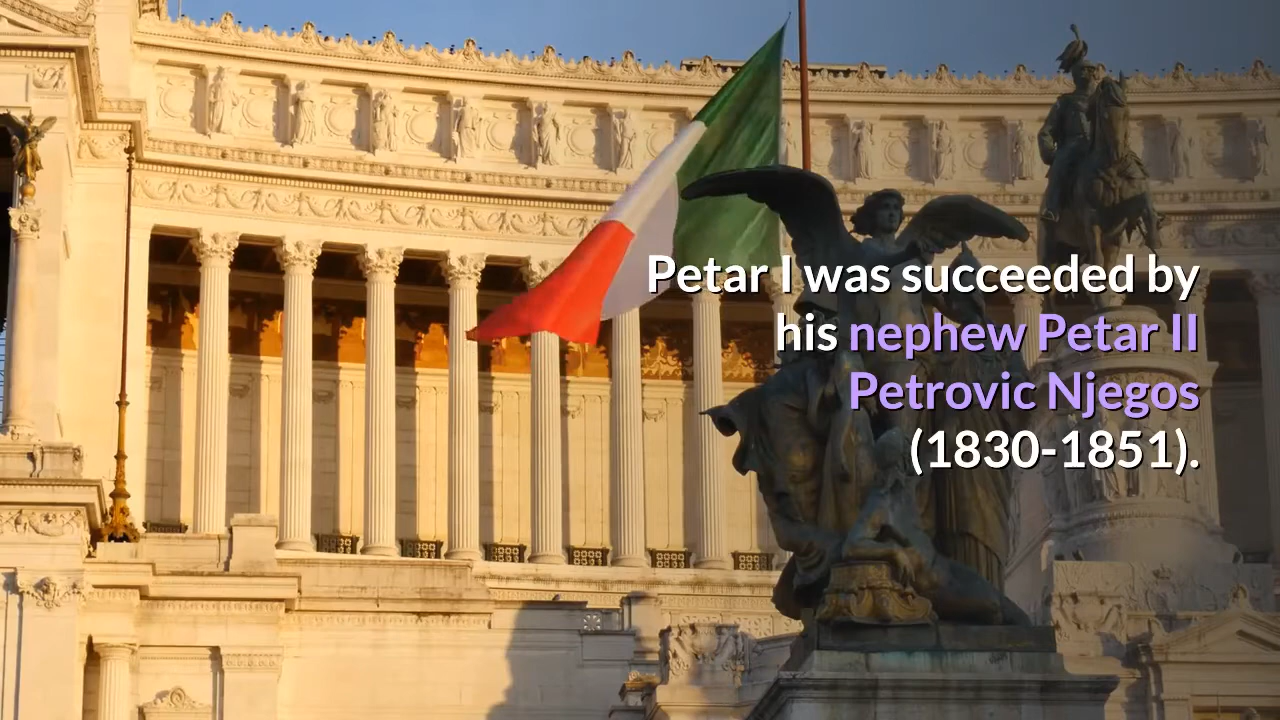 Petar I was succeeded by
his nephew Petar II
Petrovic Njegos
(1830-1851).